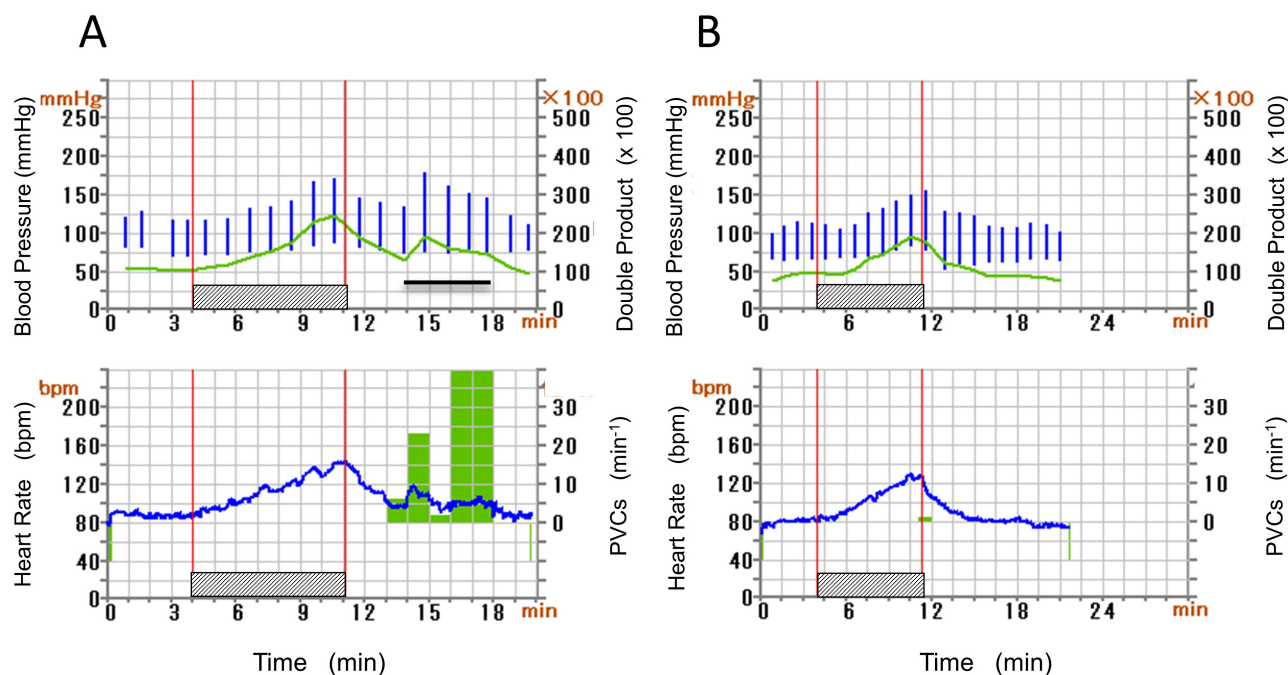 A
B
mmHg
×100
250
200
150
100
50
0
500
400
300
200
100
0
0 3 6 9 12 15 18 min
Blood Pressure (mmHg)
Double Product (x 100)
mmHg
×100
250
200
150
100
50
0
500
400
300
200
100
0
0 6 12 18 24 min
Blood Pressure (mmHg)
Double Product (x 100)
bpm
200
160
120
80
40
0
30
20
10
0
0 3 6 9 12 15 18 min
Heart Rate (bpm)
PVCs (min-1)
Time (min)
bpm
200
160
120
80
40
0
30
20
10
0
0 6 12 18 24 min
Heart Rate (bpm)
PVCs (min-1)
Time (min)